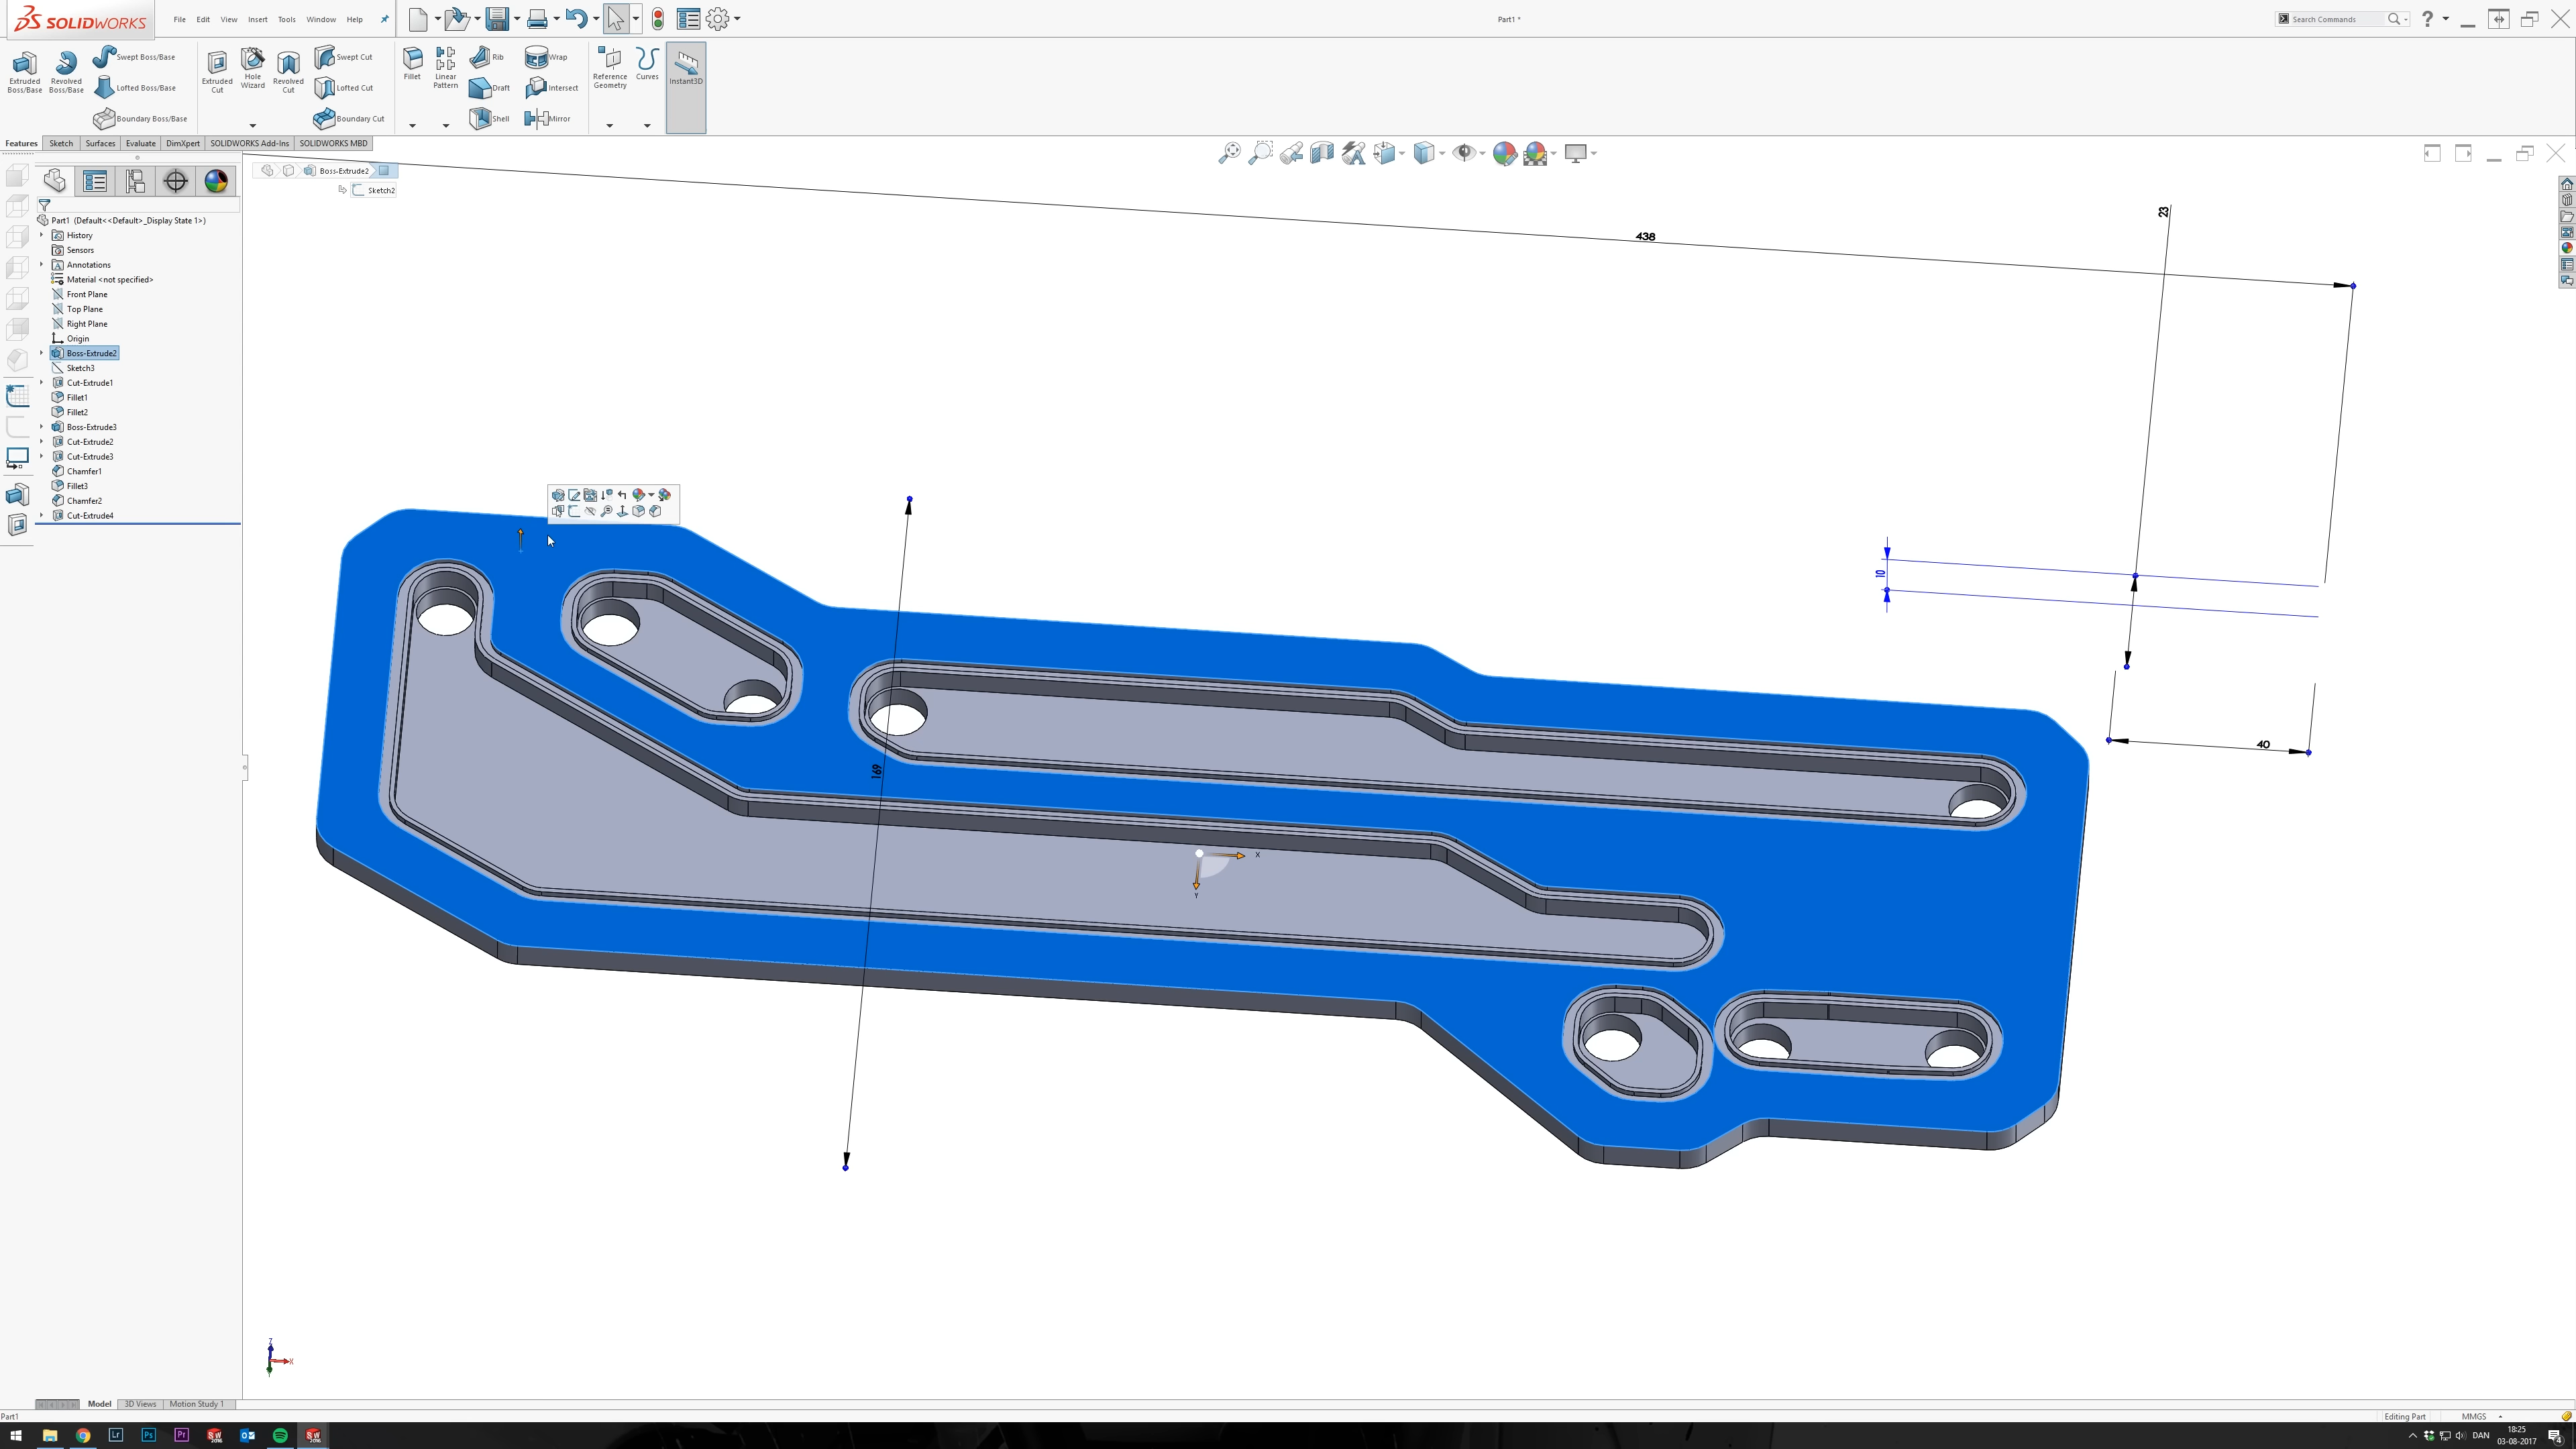 SOLIDWORKS
File Edit View Insert Tools Window Help
Part1 *
Search Commands
Extruded Boss/Base
Revolved Boss/Base
Swept Boss/Base
Lofted Boss/Base
Boundary Boss/Base
Extruded Cut
Hole Wizard
Revolved Cut
Swept Cut
Lofted Cut
Boundary Cut
Fillet
Linear Pattern
Rib
Draft
Shell
Wrap
Intersect
Mirror
Reference Geometry
Curves
Instant3D
Features Sketch Surfaces Evaluate DimXpert SOLIDWORKS Add-Ins SOLIDWORKS MBD
Boss-Extrude2
Sketch2
Part1 (Default<<Default>_Display State 1>)
History
Sensors
Annotations
Material <not specified>
Front Plane
Top Plane
Right Plane
Origin
Boss-Extrude2
Sketch3
Cut-Extrude1
Fillet1
Fillet2
Boss-Extrude3
Cut-Extrude2
Cut-Extrude3
Chamfer1
Fillet3
Chamfer2
Cut-Extrude4
438
23
10
40
169
X
Y
Z
X
Model 3D Views Motion Study 1
Part1
Editing Part MMGS
Lr Ps Pr
DAN
18:25
03-08-2017